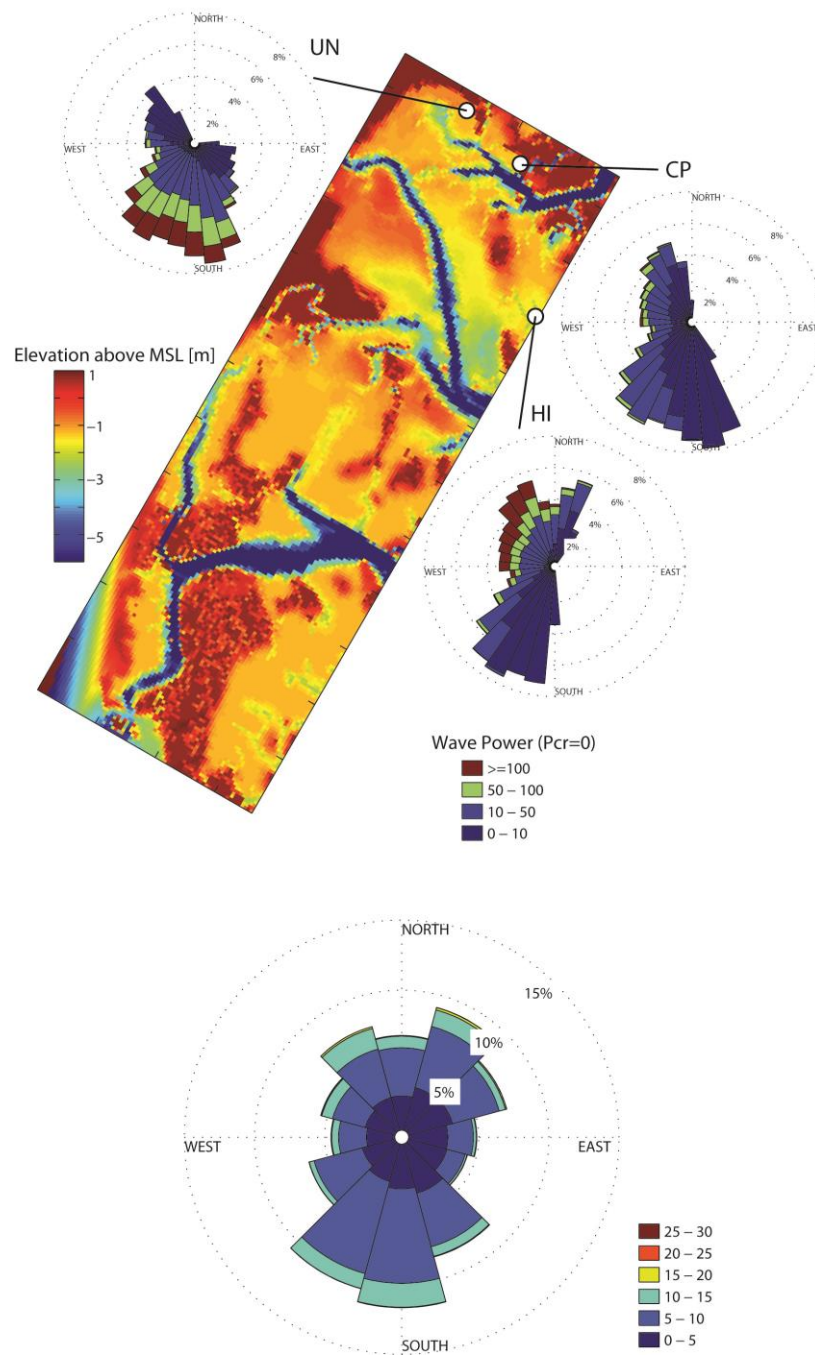 NORTH
8%
6%
4%
2%
WEST
EAST
SOUTH
UN
CP
NORTH
8%
6%
4%
2%
WEST
EAST
SOUTH
Elevation above MSL [m]
1
−1
−3
−5
HI
NORTH
8%
6%
4%
2%
WEST
EAST
SOUTH
Wave Power (Pcr=0)
>=100
50 − 100
10 − 50
0 − 10
NORTH
15%
10%
5%
WEST
EAST
SOUTH
25 − 30
20 − 25
15 − 20
10 − 15
5 − 10
0 − 5